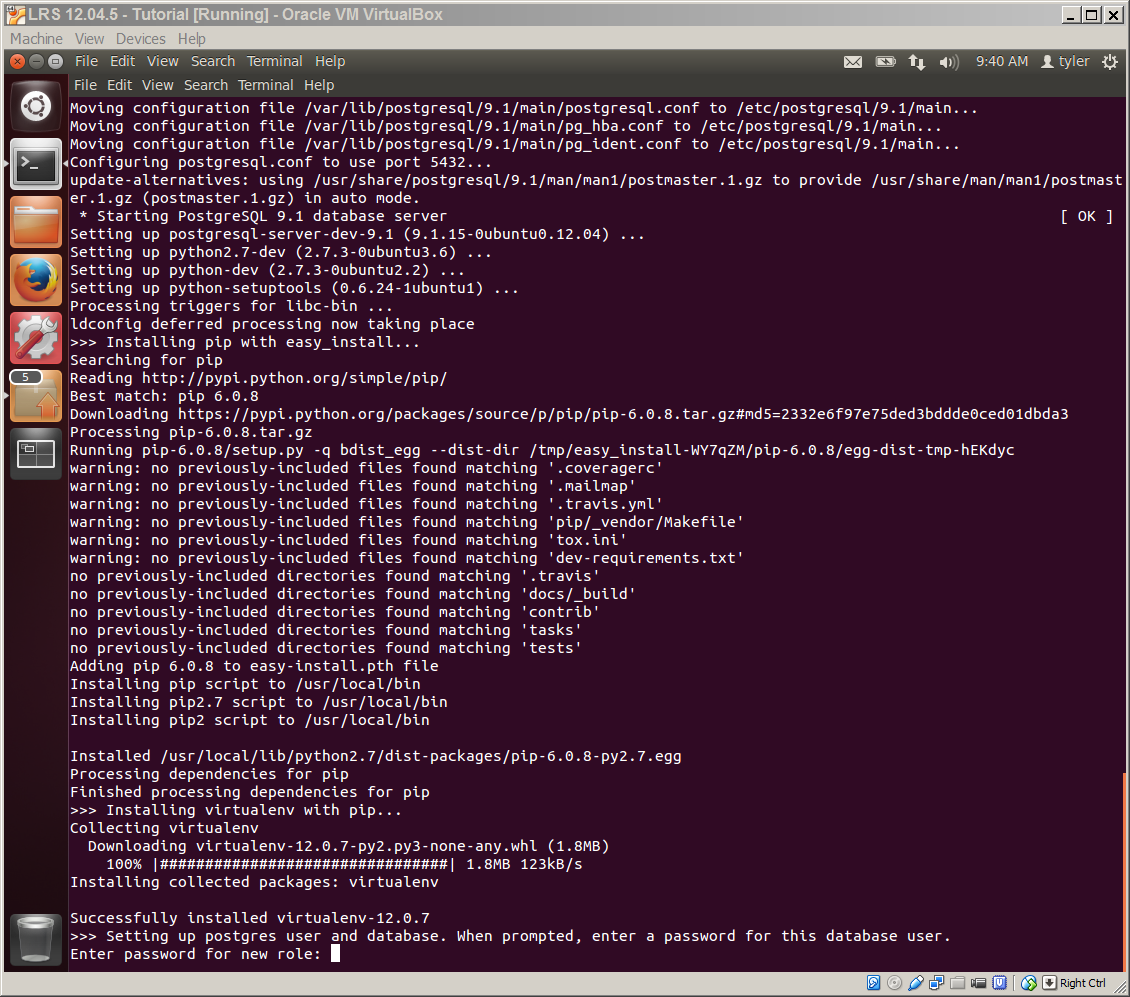 LRS 12.04.5 - Tutorial [Running] - Oracle VM VirtualBox
Machine View Devices Help
File Edit View Search Terminal Help 9:40 AM tyler
File Edit View Search Terminal Help
Moving configuration file /var/lib/postgresql/9.1/main/postgresql.conf to /etc/postgresql/9.1/main...
Moving configuration file /var/lib/postgresql/9.1/main/pg_hba.conf to /etc/postgresql/9.1/main...
Moving configuration file /var/lib/postgresql/9.1/main/pg_ident.conf to /etc/postgresql/9.1/main...
Configuring postgresql.conf to use port 5432...
update-alternatives: using /usr/share/postgresql/9.1/man/man1/postmaster.1.gz to provide /usr/share/man/man1/postmast
er.1.gz (postmaster.1.gz) in auto mode.
 * Starting PostgreSQL 9.1 database server [ OK ]
Setting up postgresql-server-dev-9.1 (9.1.15-0ubuntu0.12.04) ...
Setting up python2.7-dev (2.7.3-0ubuntu3.6) ...
Setting up python-dev (2.7.3-0ubuntu2.2) ...
Setting up python-setuptools (0.6.24-1ubuntu1) ...
Processing triggers for libc-bin ...
ldconfig deferred processing now taking place
>>> Installing pip with easy_install...
Searching for pip
Reading http://pypi.python.org/simple/pip/
5
Best match: pip 6.0.8
Downloading https://pypi.python.org/packages/source/p/pip/pip-6.0.8.tar.gz#md5=2332e6f97e75ded3bddde0ced01dbda3
Processing pip-6.0.8.tar.gz
Running pip-6.0.8/setup.py -q bdist_egg --dist-dir /tmp/easy_install-WY7qZM/pip-6.0.8/egg-dist-tmp-hEKdyc
warning: no previously-included files found matching '.coveragerc'
warning: no previously-included files found matching '.mailmap'
warning: no previously-included files found matching '.travis.yml'
warning: no previously-included files found matching 'pip/_vendor/Makefile'
warning: no previously-included files found matching 'tox.ini'
warning: no previously-included files found matching 'dev-requirements.txt'
no previously-included directories found matching '.travis'
no previously-included directories found matching 'docs/_build'
no previously-included directories found matching 'contrib'
no previously-included directories found matching 'tasks'
no previously-included directories found matching 'tests'
Adding pip 6.0.8 to easy-install.pth file
Installing pip script to /usr/local/bin
Installing pip2.7 script to /usr/local/bin
Installing pip2 script to /usr/local/bin
Installed /usr/local/lib/python2.7/dist-packages/pip-6.0.8-py2.7.egg
Processing dependencies for pip
Finished processing dependencies for pip
>>> Installing virtualenv with pip...
Collecting virtualenv
  Downloading virtualenv-12.0.7-py2.py3-none-any.whl (1.8MB)
    100% |################################| 1.8MB 123kB/s
Installing collected packages: virtualenv
Successfully installed virtualenv-12.0.7
>>> Setting up postgres user and database. When prompted, enter a password for this database user.
Enter password for new role:
Right Ctrl